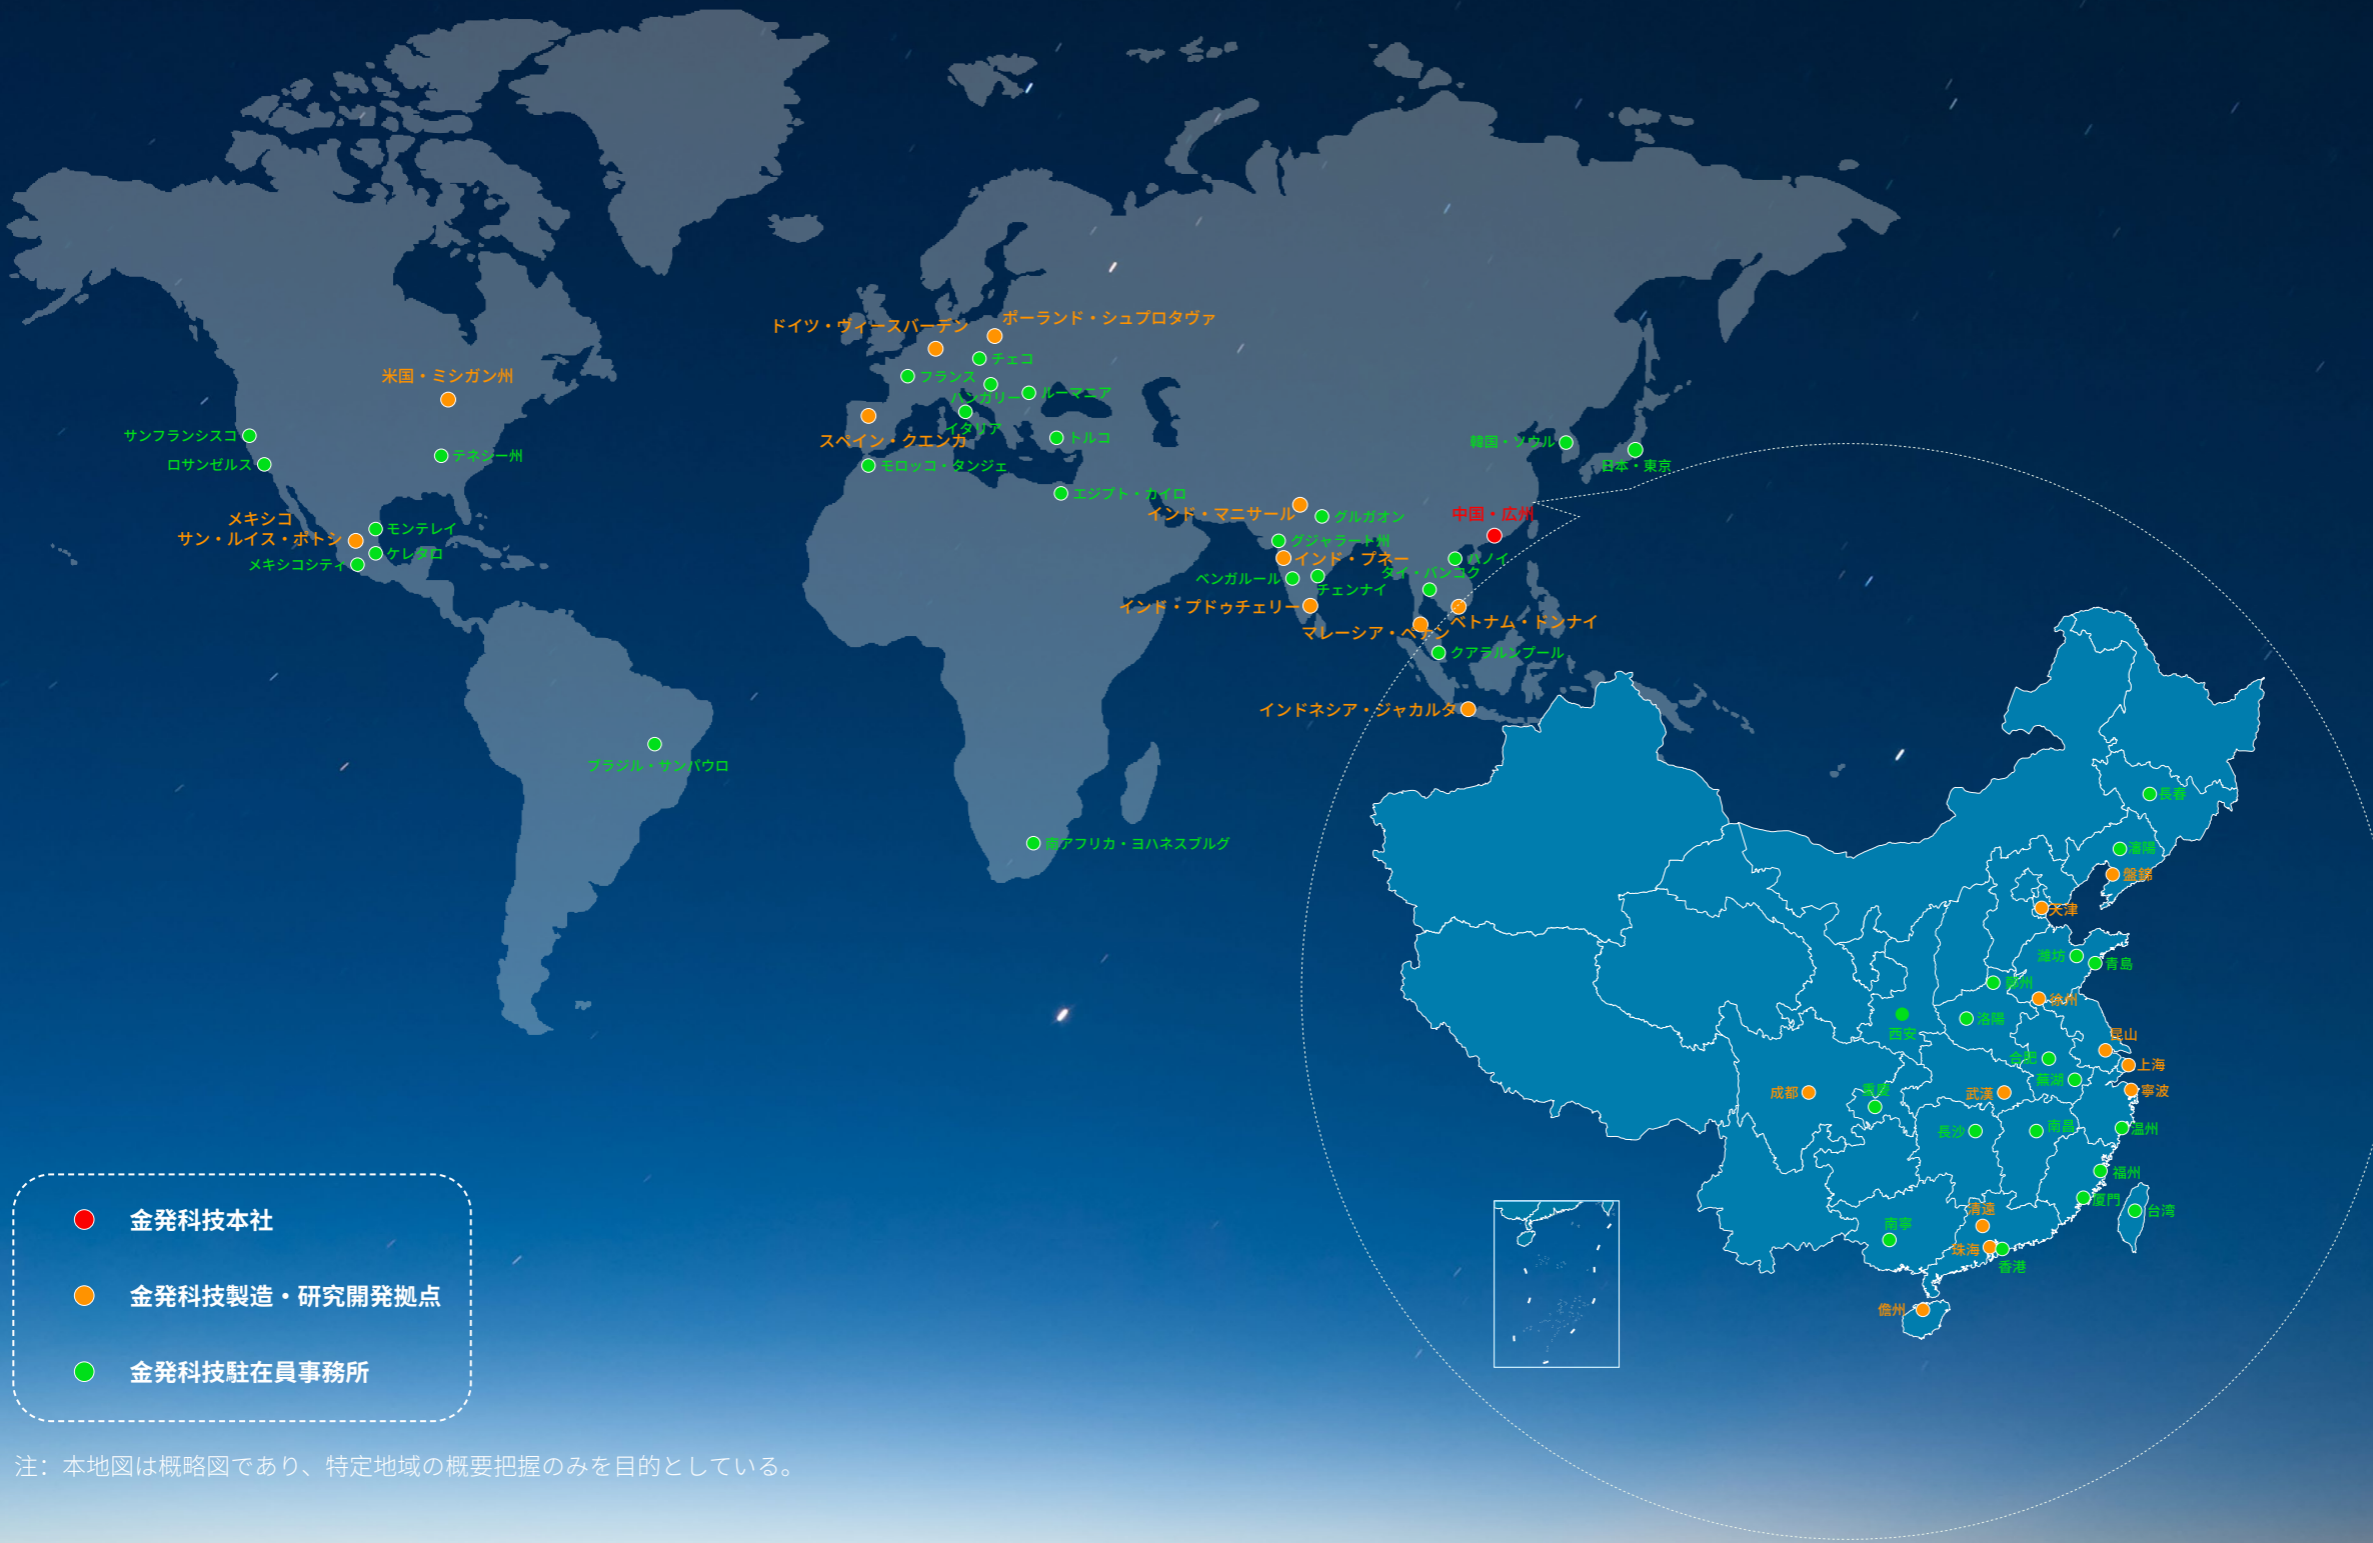 ポーランド・シュプロタヴァ
ドイツ・ヴィースバーデン
チェコ
フランス
米国・ミシガン州
ハンガリー
ルーマニア
イタリア
スペイン・クエンカ
トルコ
サンフランシスコ
ロサンゼルス
テネシー州
モロッコ・タンジェ
韓国・ソウル
日本・東京
エジプト・カイロ
メキシコ
サン・ルイス・ポトシ
モンテレイ
ケレタロ
メキシコシティ
インド・マニサール
グルガオン
中国・広州
グジャラート州
インド・プネー
ハノイ
タイ・バンコク
ベンガルール
チェンナイ
インド・プドゥチェリー
ベトナム・ドンナイ
マレーシア・ペナン
クアラルンプール
インドネシア・ジャカルタ
ブラジル・サンパウロ
南アフリカ・ヨハネスブルグ
長春
瀋陽
盤錦
天津
濰坊
青島
鄭州
徐州
洛陽
西安
昆山
合肥
上海
蕪湖
寧波
成都
重慶
武漢
長沙
南昌
温州
福州
厦門
清遠
台湾
南寧
珠海
香港
儋州
金発科技本社
金発科技製造・研究開発拠点
金発科技駐在員事務所
注：本地図は概略図であり、特定地域の概要把握のみを目的としている。